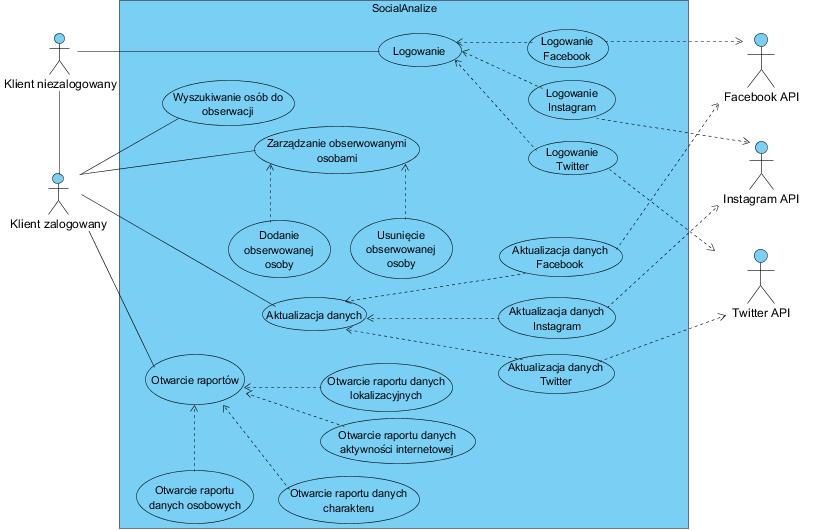 SocialAnalize
Klient niezalogowany
Logowanie
Logowanie
Facebook
Facebook API
Wyszukiwanie osób do
obserwacji
Logowanie
Instagram
Zarządzanie obserwowanymi
osobami
Logowanie
Twitter
Instagram API
Klient zalogowany
Dodanie
obserwowanej
osoby
Usunięcie
obserwowanej
osoby
Aktualizacja danych
Facebook
Twitter API
Aktualizacja danych
Aktualizacja danych
Instagram
Aktualizacja danych
Twitter
Otwarcie raportów
Otwarcie raportu danych
lokalizacyjnych
Otwarcie raportu danych
aktywności internetowej
Otwarcie raportu
danych osobowych
Otwarcie raportu danych
charakteru